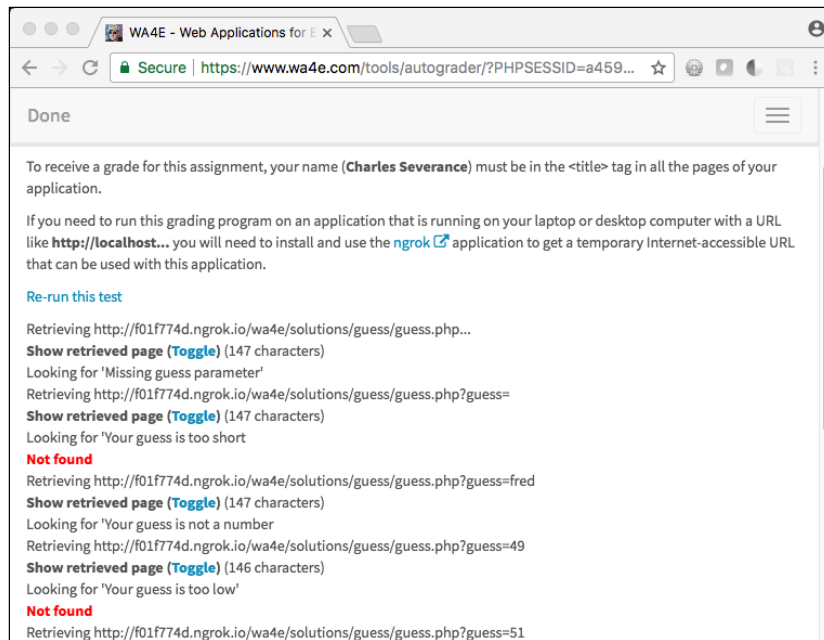 WA4E - Web Applications for E
Secure | https://www.wa4e.com/tools/autograder/?PHPSESSID=a459...
Done
To receive a grade for this assignment, your name (Charles Severance) must be in the <title> tag in all the pages of your
application.
If you need to run this grading program on an application that is running on your laptop or desktop computer with a URL
like http://localhost... you will need to install and use the ngrok application to get a temporary Internet-accessible URL
that can be used with this application.
Re-run this test
Retrieving http://f01f774d.ngrok.io/wa4e/solutions/guess/guess.php...
Show retrieved page (Toggle) (147 characters)
Looking for 'Missing guess parameter'
Retrieving http://f01f774d.ngrok.io/wa4e/solutions/guess/guess.php?guess=
Show retrieved page (Toggle) (147 characters)
Looking for 'Your guess is too short
Not found
Retrieving http://f01f774d.ngrok.io/wa4e/solutions/guess/guess.php?guess=fred
Show retrieved page (Toggle) (147 characters)
Looking for 'Your guess is not a number
Retrieving http://f01f774d.ngrok.io/wa4e/solutions/guess/guess.php?guess=49
Show retrieved page (Toggle) (146 characters)
Looking for 'Your guess is too low'
Not found
Retrieving http://f01f774d.ngrok.io/wa4e/solutions/guess/guess.php?guess=51